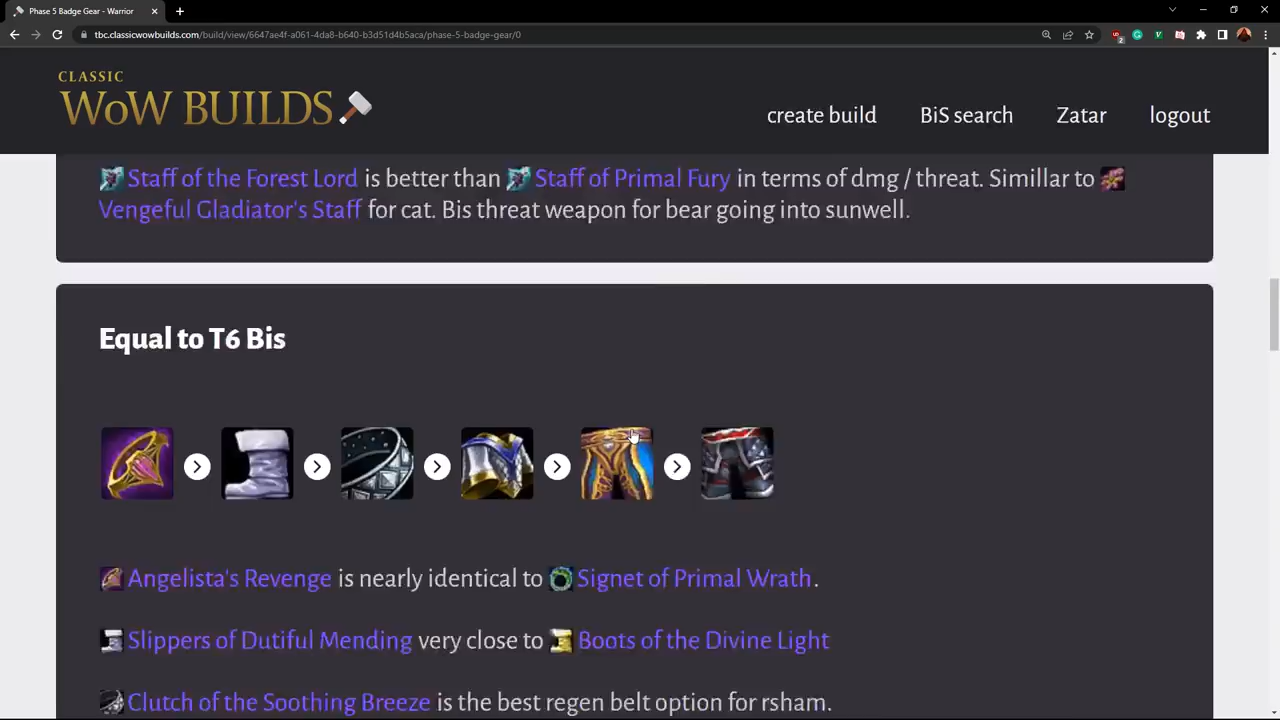 Phase 5 Badge Gear - Warrior
tbc.classicwowbuilds.com/build/view/6647ae4f-a061-4da8-b640-b3d51d4b5aca/phase-5-badge-gear/0
CLASSIC
WoW BUILDS
create build
BiS search
Zatar
logout
Staff of the Forest Lord is better than Staff of Primal Fury in terms of dmg / threat. Simillar to
Vengeful Gladiator's Staff for cat. Bis threat weapon for bear going into sunwell.
Equal to T6 Bis
Angelista's Revenge is nearly identical to Signet of Primal Wrath.
Slippers of Dutiful Mending very close to Boots of the Divine Light
Clutch of the Soothing Breeze is the best regen belt option for rsham.